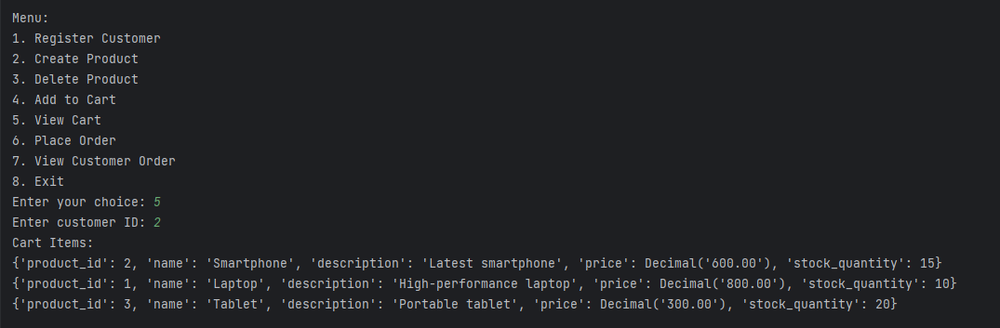 Menu:
1. Register Customer
2. Create Product
3. Delete Product
4. Add to Cart
5. View Cart
6. Place Order
7. View Customer Order
8. Exit
Enter your choice: 5
Enter customer ID: 2
Cart Items:
{'product_id': 2, 'name': 'Smartphone', 'description': 'Latest smartphone', 'price': Decimal('600.00'), 'stock_quantity': 15}
{'product_id': 1, 'name': 'Laptop', 'description': 'High-performance laptop', 'price': Decimal('800.00'), 'stock_quantity': 10}
{'product_id': 3, 'name': 'Tablet', 'description': 'Portable tablet', 'price': Decimal('300.00'), 'stock_quantity': 20}